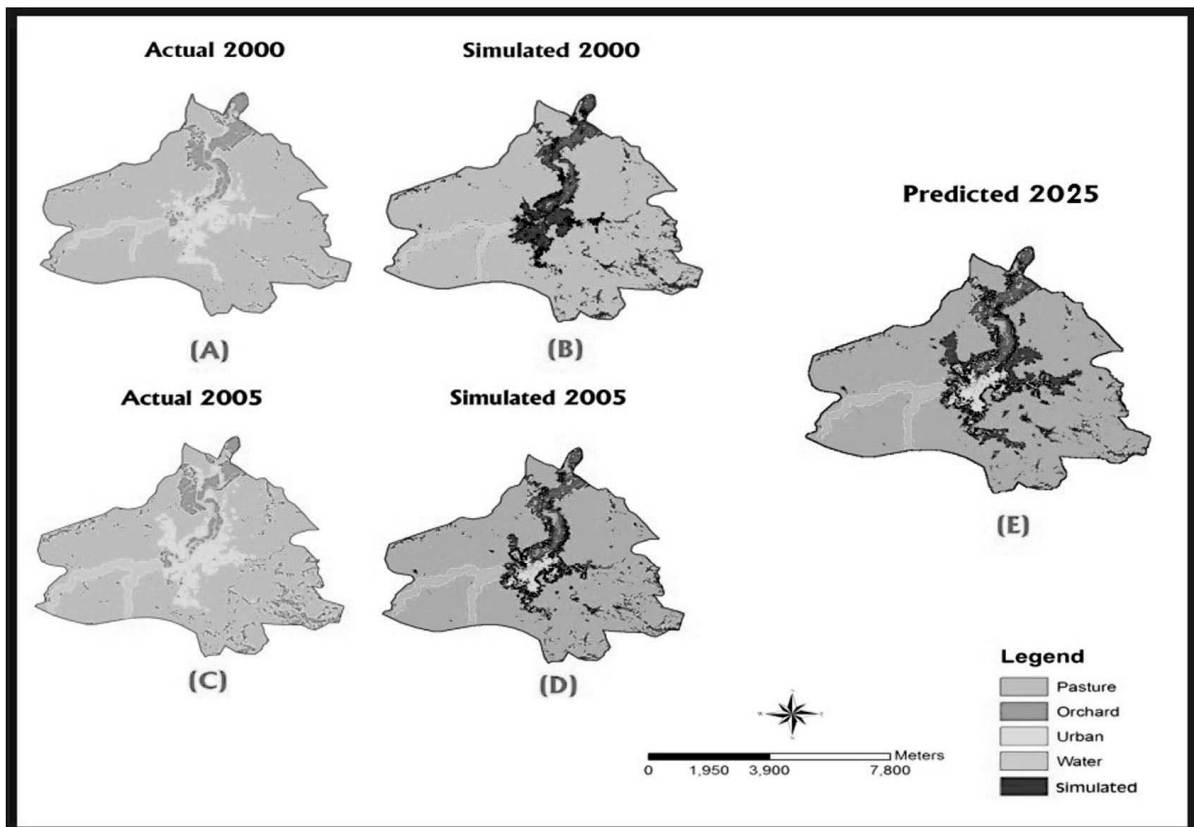 Actual 2000
Simulated 2000
(A)
(B)
Predicted 2025
Actual 2005
Simulated 2005
(E)
(C)
(D)
Legend
Pasture
Orchard
Urban
Water
Simulated
N
W E
S
Meters
0 1,950 3,900 7,800